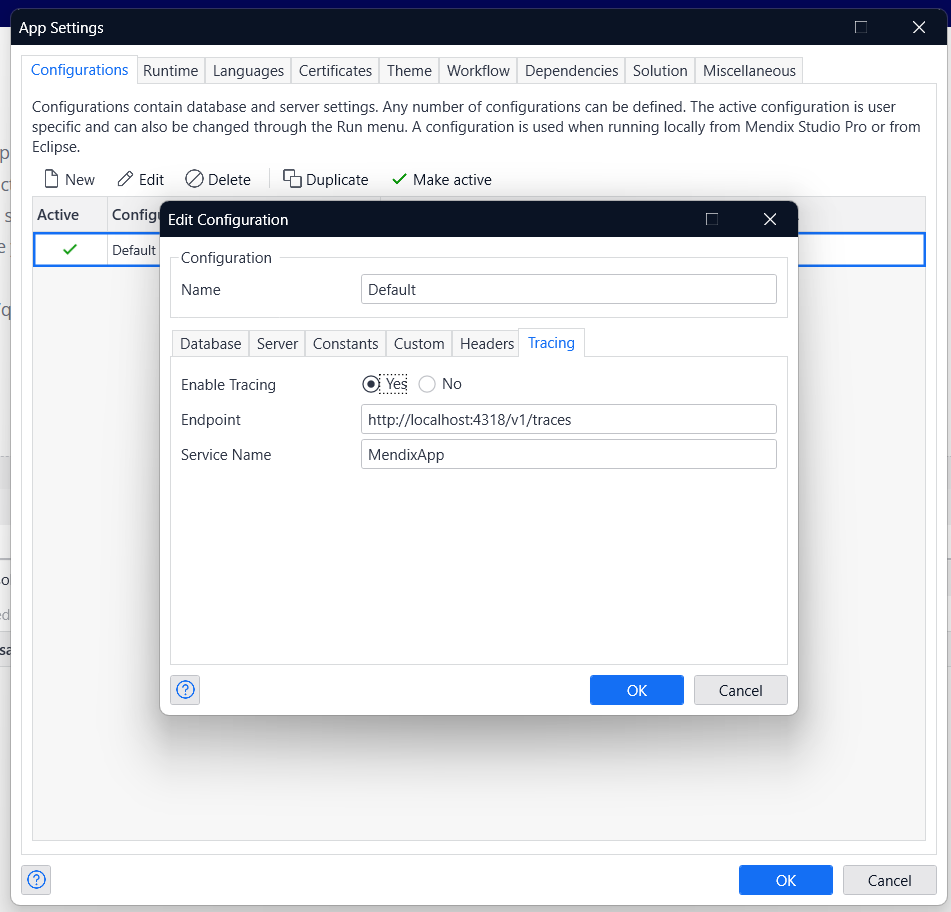 App Settings
Configurations Runtime Languages Certificates Theme Workflow Dependencies Solution Miscellaneous
Configurations contain database and server settings. Any number of configurations can be defined. The active configuration is user
specific and can also be changed through the Run menu. A configuration is used when running locally from Mendix Studio Pro or from
Eclipse.
New Edit Delete Duplicate Make active
Active Configu
Default
Edit Configuration
Configuration
Name Default
Database Server Constants Custom Headers Tracing
Enable Tracing Yes No
Endpoint http://localhost:4318/v1/traces
Service Name MendixApp
? OK Cancel
? OK Cancel